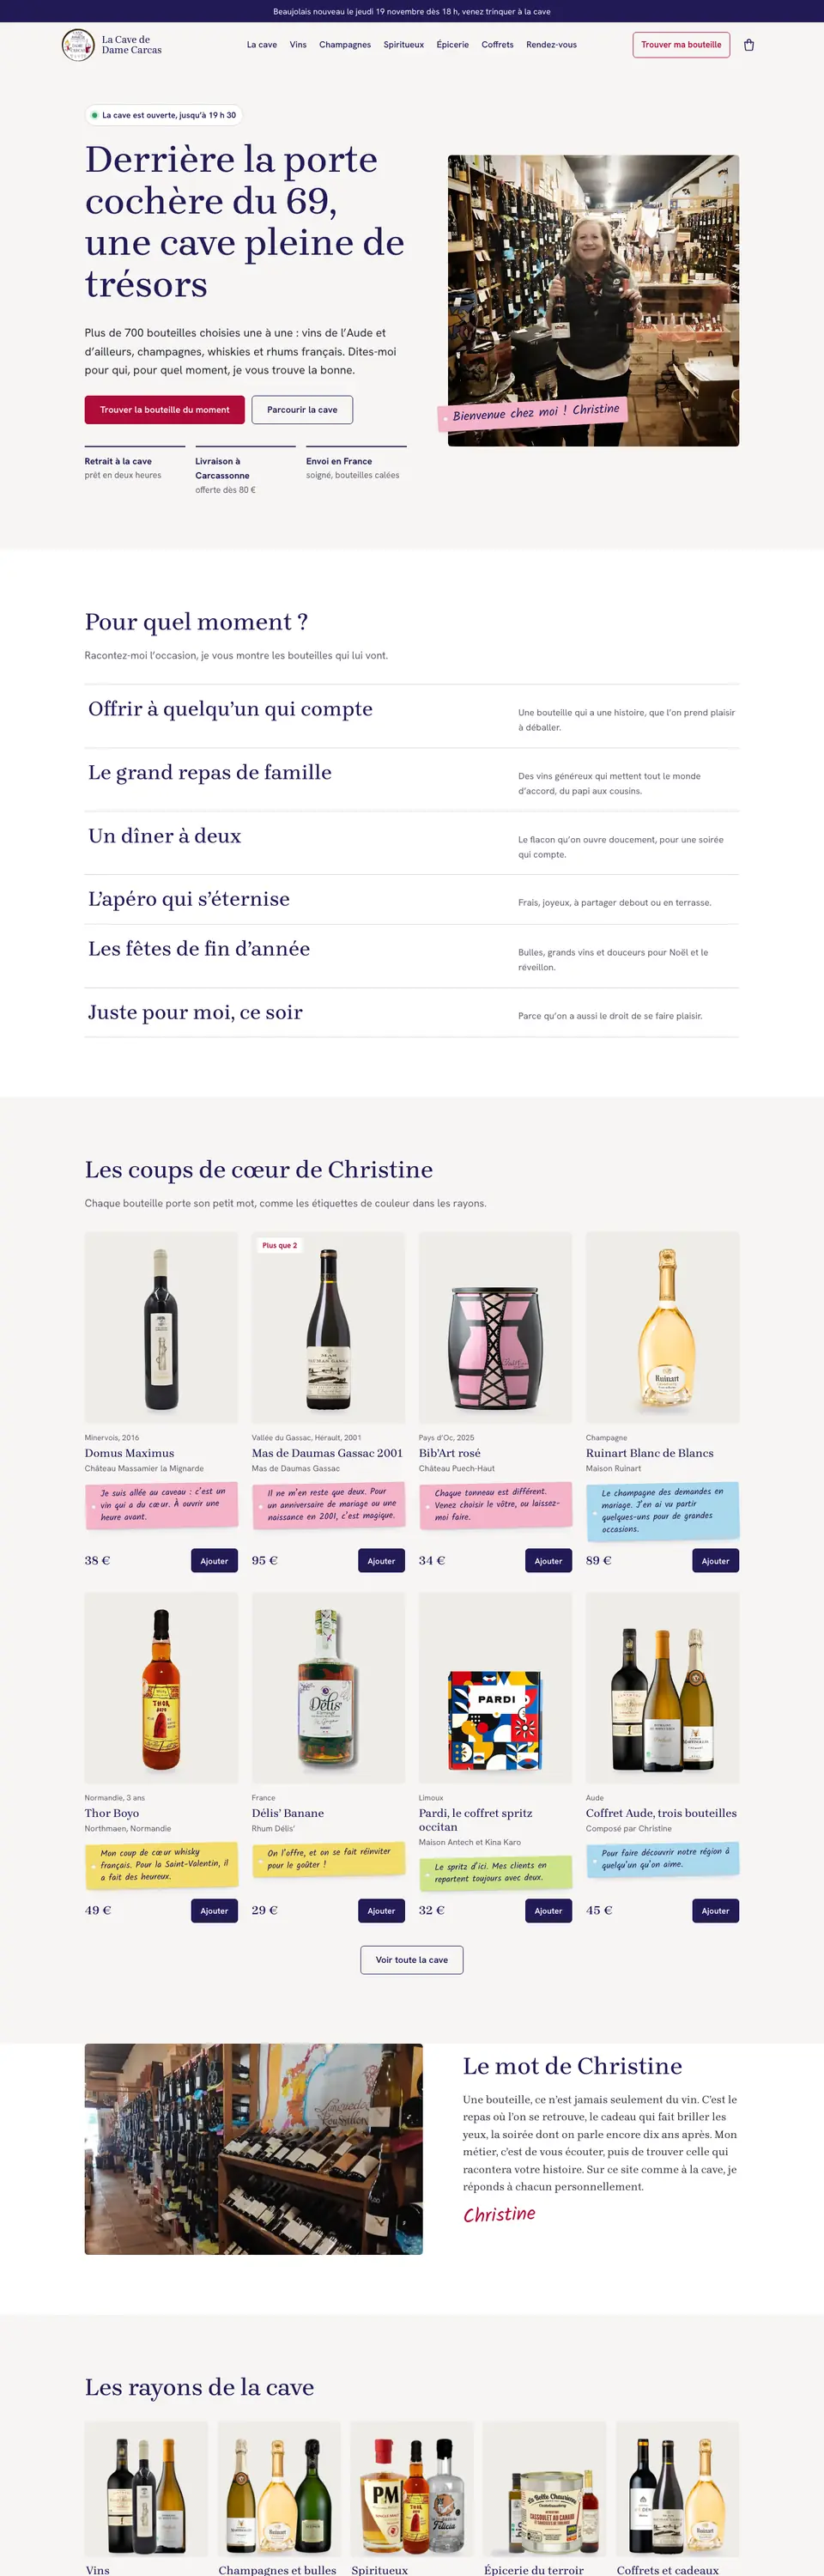 Beaujolais nouveau le jeudi 19 novembre dès 18 h, venez trinquer à la cave
La Cave de
Dame Carcas
La cave
Vins
Champagnes
Spiritueux
Épicerie
Coffrets
Rendez-vous
Trouver ma bouteille
La cave est ouverte, jusqu’à 19 h 30
Derrière la porte
cochère du 69,
une cave pleine de
trésors
Plus de 700 bouteilles choisies une à une : vins de l’Aude et
d’ailleurs, champagnes, whiskies et rhums français. Dites-moi
pour qui, pour quel moment, je vous trouve la bonne.
Trouver la bouteille du moment
Parcourir la cave
Retrait à la cave
prêt en deux heures
Livraison à
Carcassonne
offerte dès 80 €
Envoi en France
soigné, bouteilles calées
Bienvenue chez moi ! Christine
Pour quel moment ?
Racontez-moi l’occasion, je vous montre les bouteilles qui lui vont.
Offrir à quelqu’un qui compte
Une bouteille qui a une histoire, que l’on prend plaisir
à déballer.
Le grand repas de famille
Des vins généreux qui mettent tout le monde
d’accord, du papi aux cousins.
Un dîner à deux
Le flacon qu’on ouvre doucement, pour une soirée
qui compte.
L’apéro qui s’éternise
Frais, joyeux, à partager debout ou en terrasse.
Les fêtes de fin d’année
Bulles, grands vins et douceurs pour Noël et le
réveillon.
Juste pour moi, ce soir
Parce qu’on a aussi le droit de se faire plaisir.
Les coups de cœur de Christine
Chaque bouteille porte son petit mot, comme les étiquettes de couleur dans les rayons.
Minervois, 2016
Domus Maximus
Château Massamier la Mignarde
Je suis allée au caveau : c’est un
vin qui a du cœur. À ouvrir une
heure avant.
38 €
Ajouter
Plus que 2
Vallée du Gassac, Hérault, 2001
Mas de Daumas Gassac 2001
Mas de Daumas Gassac
Il ne m’en reste que deux. Pour
un anniversaire de mariage ou une
naissance en 2001, c’est magique.
95 €
Ajouter
Pays d’Oc, 2025
Bib’Art rosé
Château Puech-Haut
Chaque tonneau est différent.
Venez choisir le vôtre, ou laissez-
moi faire.
34 €
Ajouter
Ruinart
Champagne
Ruinart Blanc de Blancs
Maison Ruinart
Le champagne des demandes en
mariage. J’en ai vu partir
quelques-uns pour de grandes
occasions.
89 €
Ajouter
THOR
BOYO
Normandie, 3 ans
Thor Boyo
Northmaen, Normandie
Mon coup de cœur whisky
français. Pour la Saint-Valentin, il
a fait des heureux.
49 €
Ajouter
Délis’
France
Délis’ Banane
Rhum Délis’
On l’offre, et on se fait réinviter
pour le goûter !
29 €
Ajouter
PARDI
Limoux
Pardi, le coffret spritz
occitan
Maison Antech et Kina Karo
Le spritz d’ici. Mes clients en
repartent toujours avec deux.
32 €
Ajouter
Aude
Coffret Aude, trois bouteilles
Composé par Christine
Pour faire découvrir notre région à
quelqu’un qu’on aime.
45 €
Ajouter
Voir toute la cave
Languedoc
Roussillon
Le mot de Christine
Une bouteille, ce n’est jamais seulement du vin. C’est le
repas où l’on se retrouve, le cadeau qui fait briller les
yeux, la soirée dont on parle encore dix ans après. Mon
métier, c’est de vous écouter, puis de trouver celle qui
racontera votre histoire. Sur ce site comme à la cave, je
réponds à chacun personnellement.
Christine
Les rayons de la cave
Ruinart
PM
THOR
Felicia
La Belle Chaurienne
CASSOULET AU CANARD
Ruinart
Vins
Champagnes et bulles
Spiritueux
Épicerie du terroir
Coffrets et cadeaux